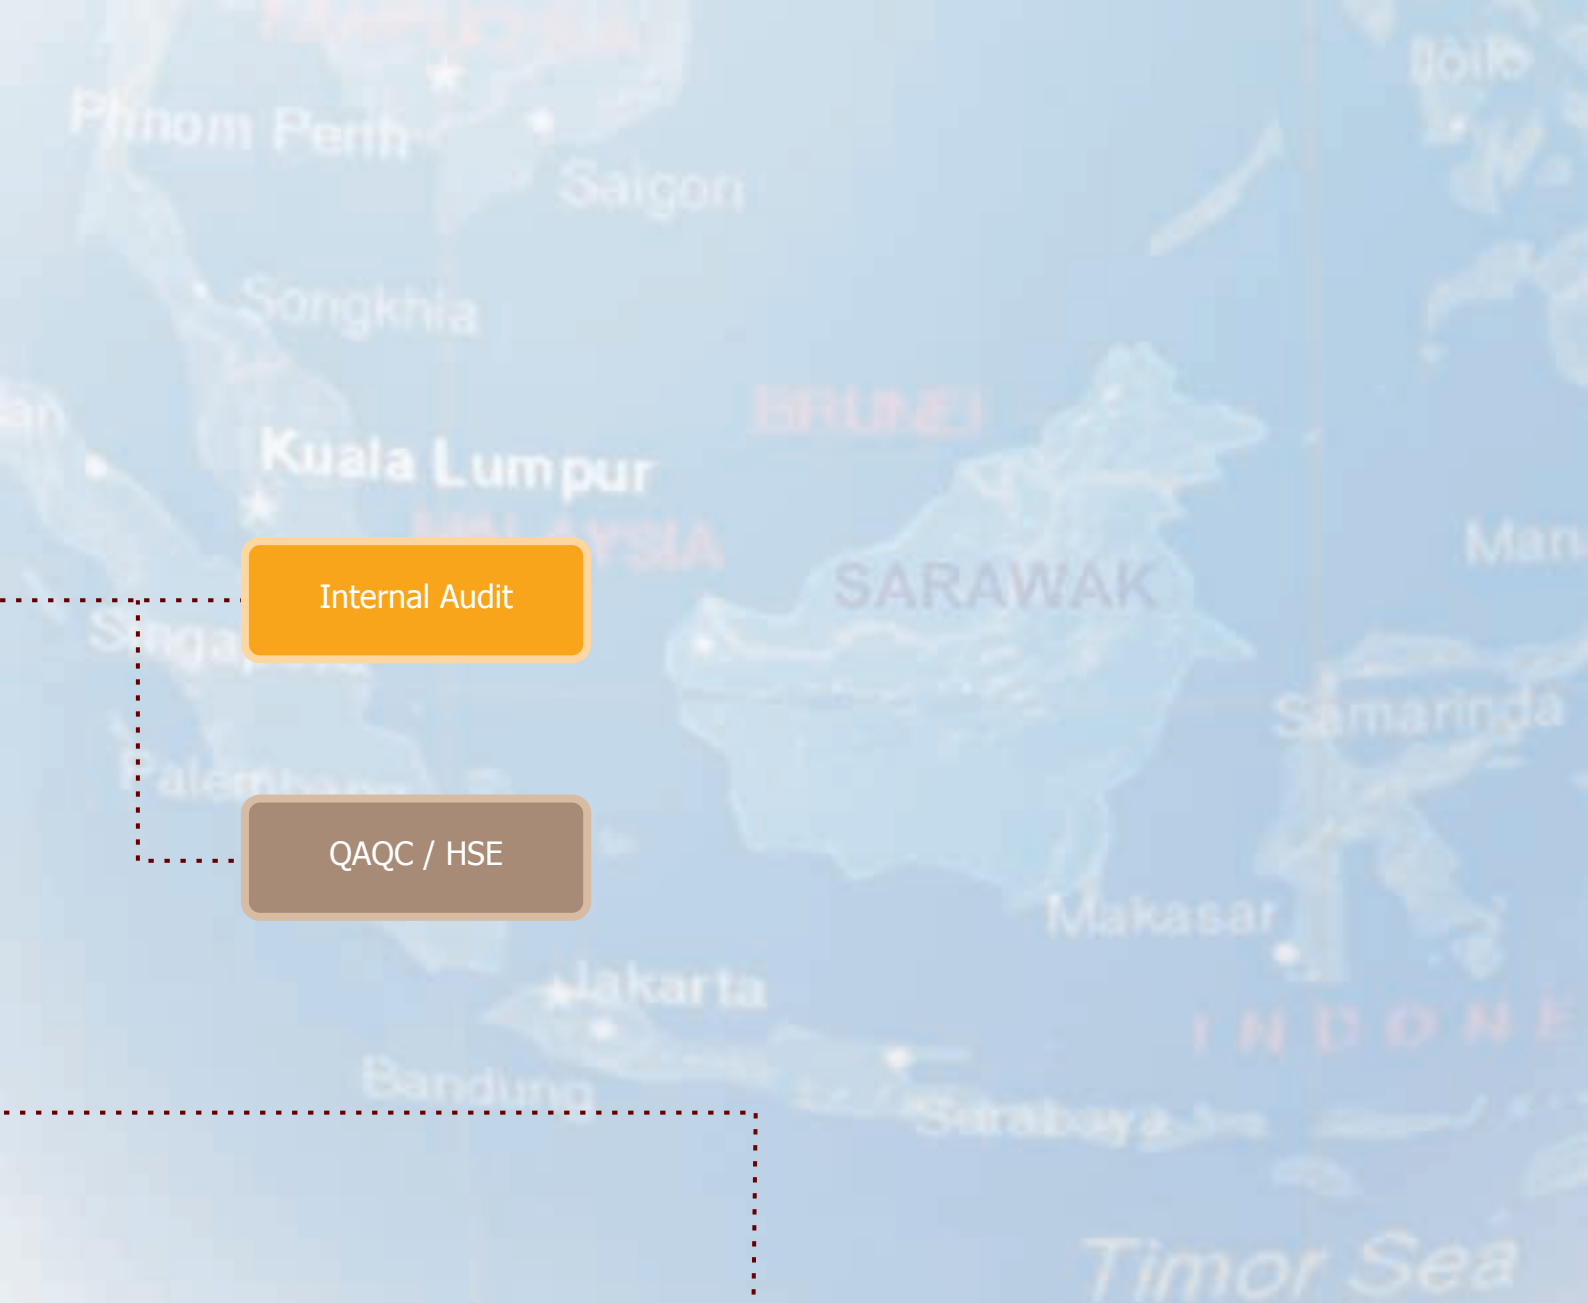 Iloilo
Phnom Penh
Saigon
Songkhla
BRUNEI
Kuala Lumpur
MALAYSIA
SARAWAK
Internal Audit
Samarinda
QAQC / HSE
Makasar
Jakarta
Bandung
Surabaya
Timor Sea